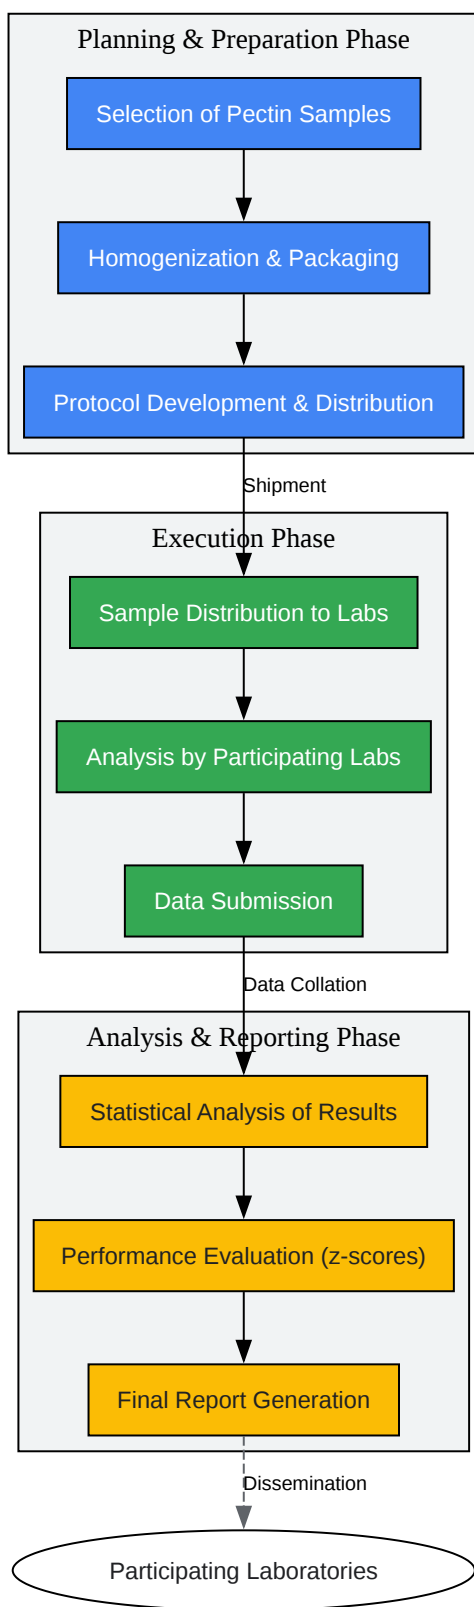 Planning & Preparation Phase
Selection of Pectin Samples
Homogenization & Packaging
Protocol Development & Distribution
Shipment
Execution Phase
Sample Distribution to Labs
Analysis by Participating Labs
Data Submission
Data Collation
Analysis & Reporting Phase
Statistical Analysis of Results
Performance Evaluation (z-scores)
Final Report Generation
Dissemination
Participating Laboratories